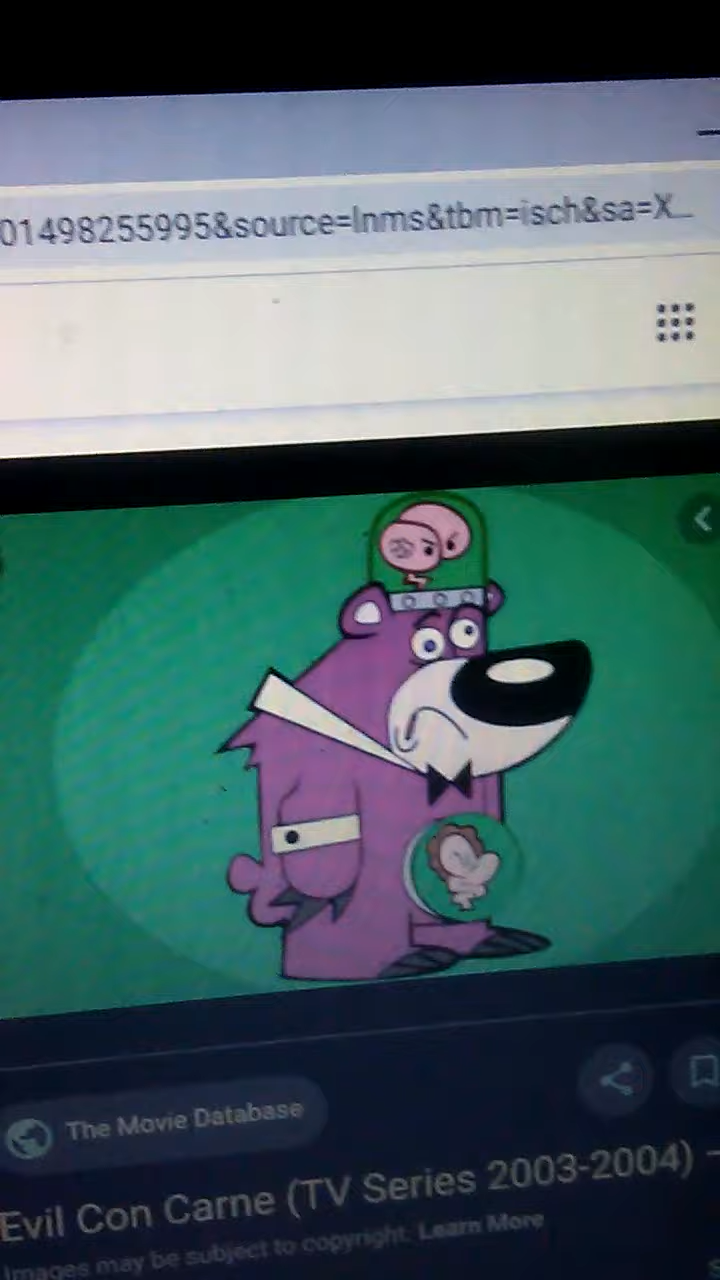 01498255995&source=lnms&tbm=isch&sa=X...
The Movie Database
Evil Con Carne (TV Series 2003-2004) -
Images may be subject to copyright. Learn More